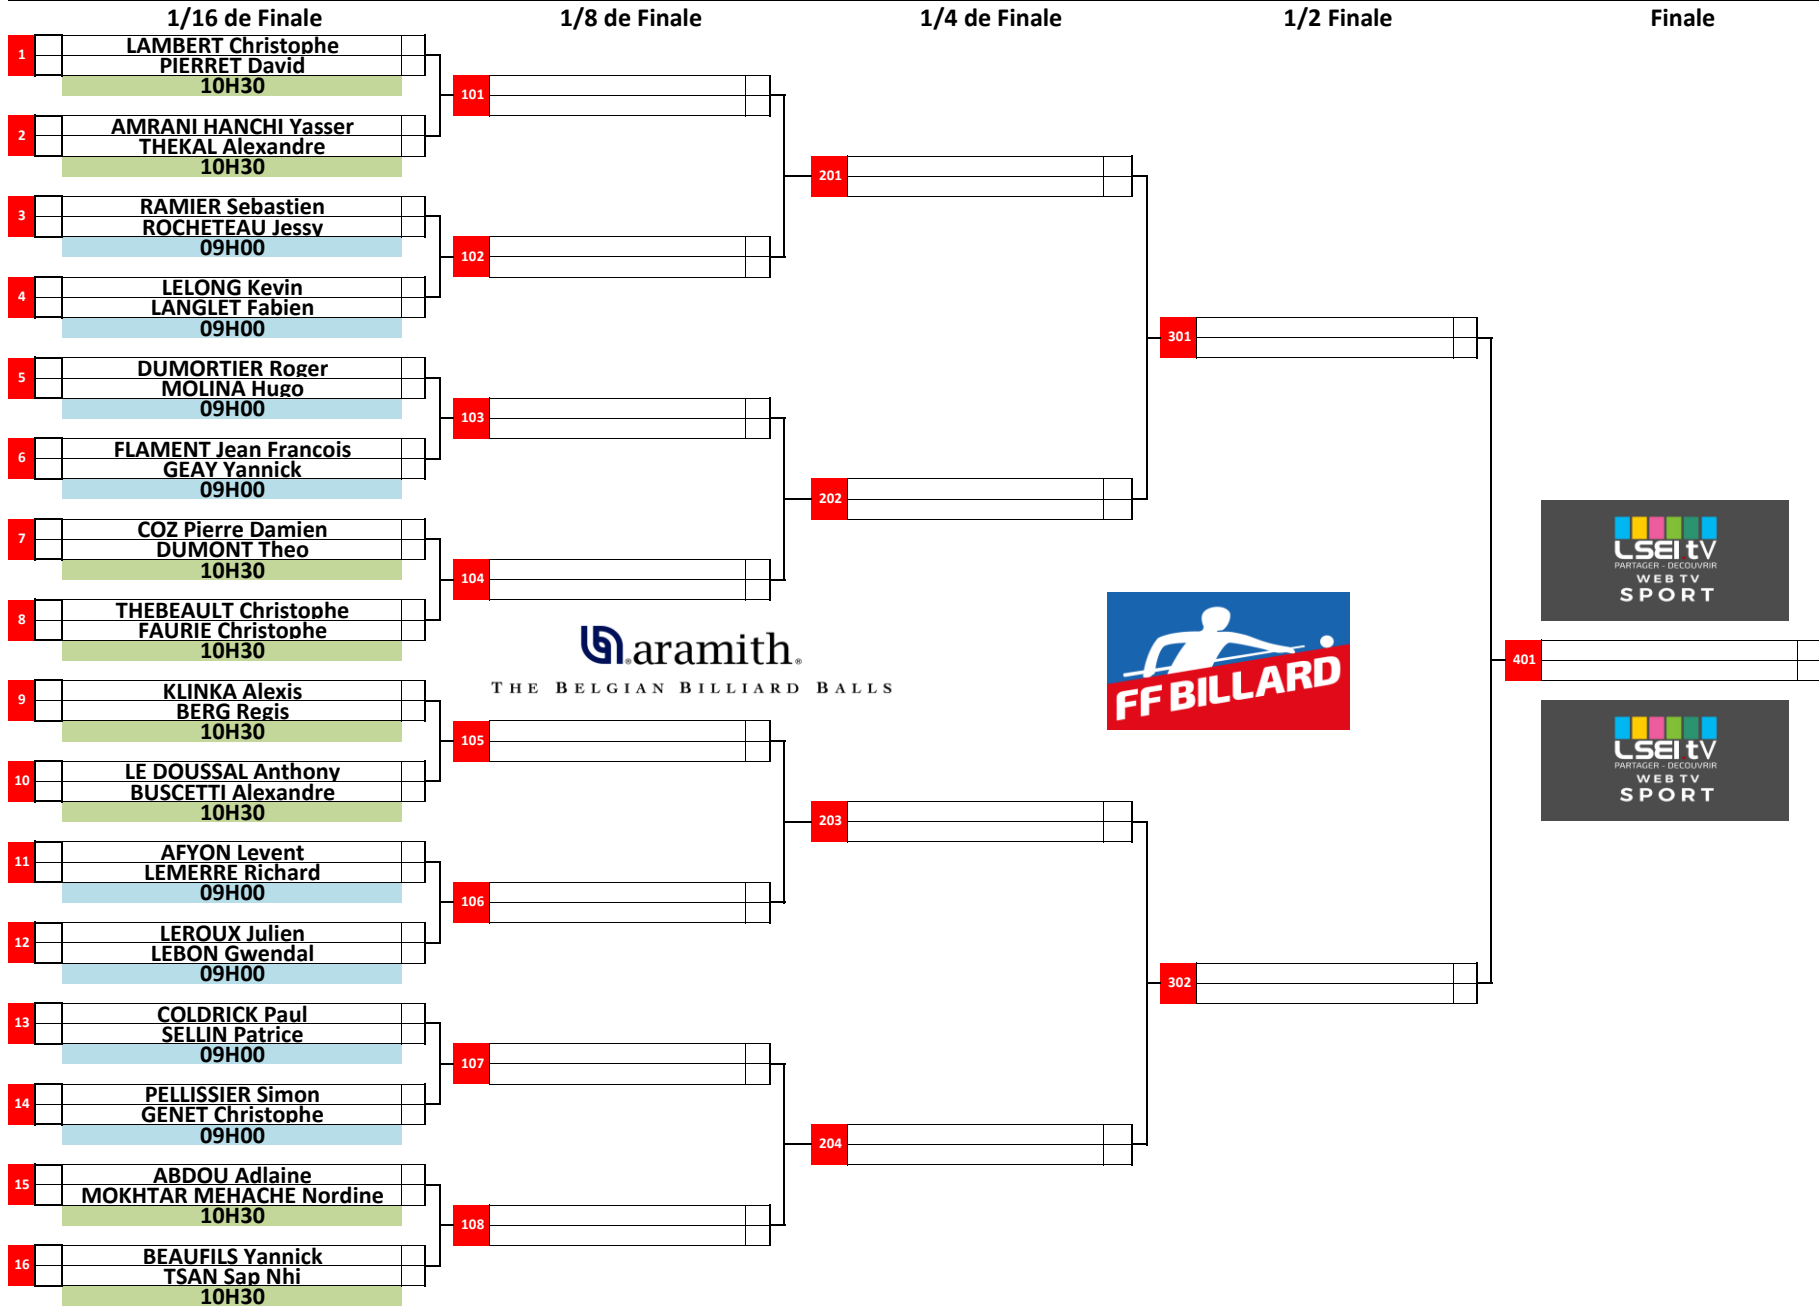 1/16 de Finale
1/8 de Finale
1/4 de Finale
1/2 Finale
Finale
1
LAMBERT Christophe
PIERRET David
10H30
2
AMRANI HANCHI Yasser
THEKAL Alexandre
10H30
3
RAMIER Sebastien
ROCHETEAU Jessy
09H00
4
LELONG Kevin
LANGLET Fabien
09H00
5
DUMORTIER Roger
MOLINA Hugo
09H00
6
FLAMENT Jean Francois
GEAY Yannick
09H00
7
COZ Pierre Damien
DUMONT Theo
10H30
8
THEBEAULT Christophe
FAURIE Christophe
10H30
9
KLINKA Alexis
BERG Regis
10H30
10
LE DOUSSAL Anthony
BUSCETTI Alexandre
10H30
11
AFYON Levent
LEMERRE Richard
09H00
12
LEROUX Julien
LEBON Gwendal
09H00
13
COLDRICK Paul
SELLIN Patrice
09H00
14
PELLISSIER Simon
GENET Christophe
09H00
15
ABDOU Adlaine
MOKHTAR MEHACHE Nordine
10H30
16
BEAUFILS Yannick
TSAN Sap Nhi
10H30
101
102
103
104
aramith
THE BELGIAN BILLIARD BALLS
105
106
107
108
201
202
203
204
301
FF BILLARD
302
LSEI.tV
PARTAGER - DECOUVRIR
WEB TV
SPORT
401
LSEI.tV
PARTAGER - DECOUVRIR
WEB TV
SPORT